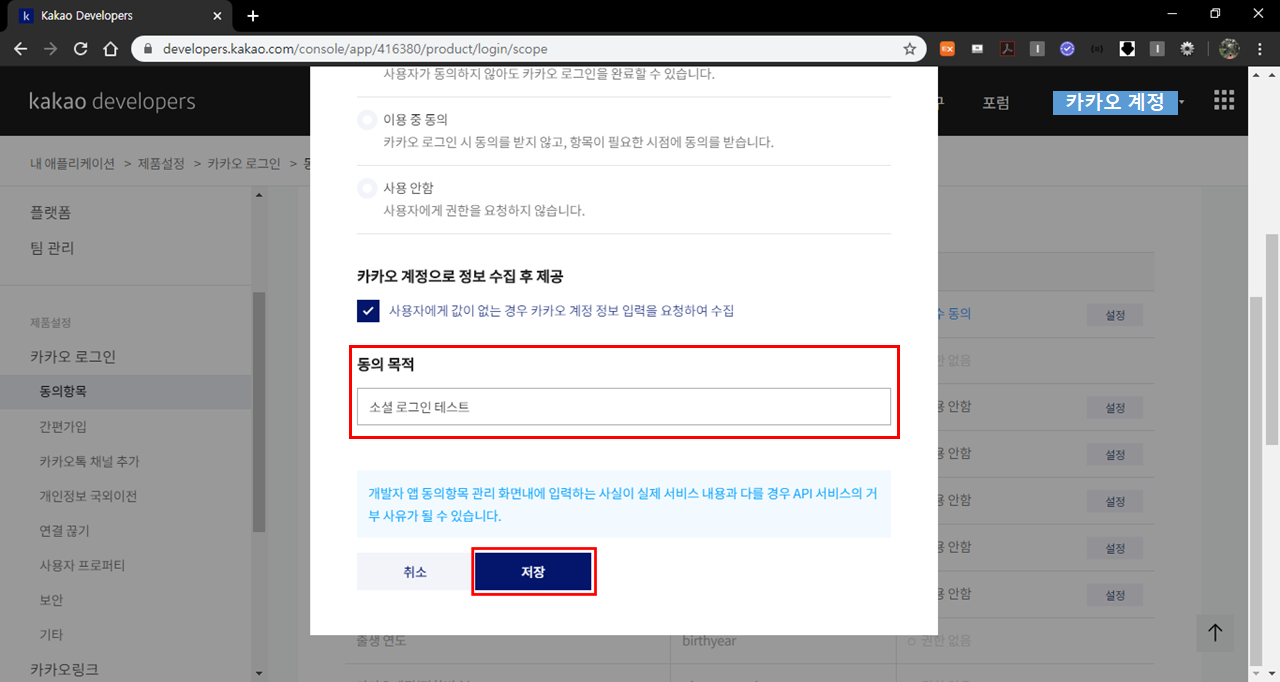 Kakao Developers
developers.kakao.com/console/app/416380/product/login/scope
kakao developers
포럼
카카오 계정
내 애플리케이션 > 제품설정 > 카카오 로그인 >
플랫폼
팀 관리
제품설정
카카오 로그인
동의항목
간편가입
카카오톡 채널 추가
개인정보 국외이전
연결 끊기
사용자 프로퍼티
보안
기타
카카오링크
사용자가 동의하지 않아도 카카오 로그인을 완료할 수 있습니다.
이용 중 동의
카카오 로그인 시 동의를 받지 않고, 항목이 필요한 시점에 동의를 받습니다.
사용 안함
사용자에게 권한을 요청하지 않습니다.
카카오 계정으로 정보 수집 후 제공
사용자에게 값이 없는 경우 카카오 계정 정보 입력을 요청하여 수집
동의 목적
소셜 로그인 테스트
개발자 앱 동의항목 관리 화면내에 입력하는 사실이 실제 서비스 내용과 다를 경우 API 서비스의 거
부 사유가 될 수 있습니다.
취소
저장
수 동의 설정
한 없음
용 안함 설정
용 안함 설정
용 안함 설정
용 안함 설정
용 안함 설정
출생 연도 birthyear 권한 없음